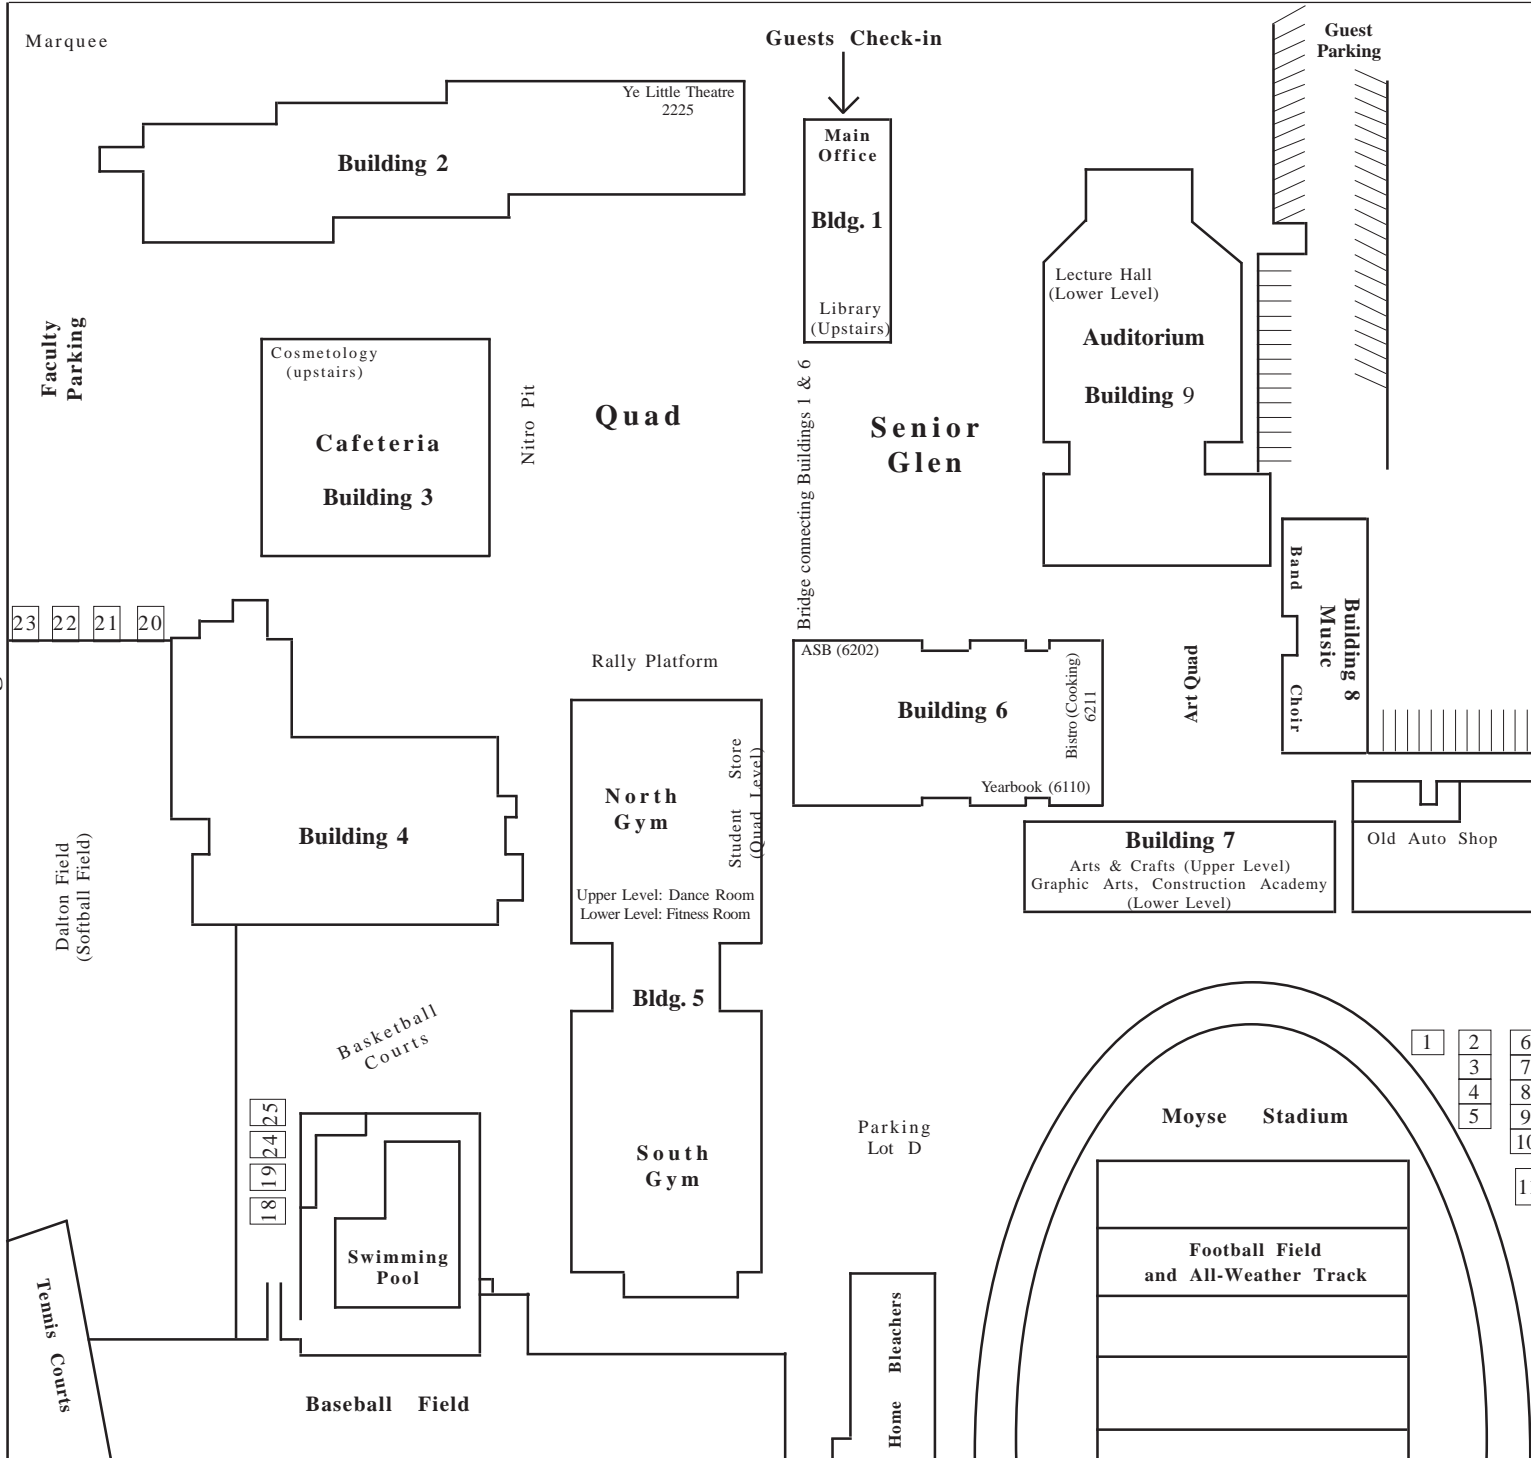 Marquee
Guests Check-in
Guest
Parking
Ye Little Theatre
2225
Building 2
Main
Office
Bldg. 1
Library
(Upstairs)
Lecture Hall
(Lower Level)
Auditorium
Building 9
Faculty
Parking
Cosmetology
(upstairs)
Cafeteria
Building 3
Nitro Pit
Quad
Bridge connecting Buildings 1 & 6
Senior
Glen
Band
Choir
Building 8
Music
23 22 21 20
Rally Platform
ASB (6202)
Building 6
Bistro (Cooking)
6211
Yearbook (6110)
Art Quad
North
Gym
Student Store
(Quad Level)
Upper Level: Dance Room
Lower Level: Fitness Room
Building 4
Building 7
Arts & Crafts (Upper Level)
Graphic Arts, Construction Academy
(Lower Level)
Old Auto Shop
Dalton Field
(Softball Field)
Bldg. 5
Basketball
Courts
25
24
19
18
South
Gym
Parking
Lot D
Moyse Stadium
1
2
3
4
5
6
7
8
9
10
Swimming
Pool
Football Field
and All-Weather Track
Tennis Courts
Home Bleachers
Baseball Field